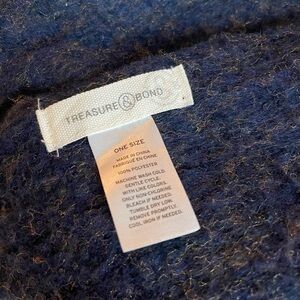 TREASURE & BOND
ONE SIZE
MADE IN CHINA
FABRIQUÉ EN CHINE
100% POLYESTER
MACHINE WASH COLD.
GENTLE CYCLE.
WITH LIKE COLORS.
ONLY NON-CHLORINE
BLEACH IF NEEDED.
TUMBLE DRY LOW.
REMOVE PROMPTLY.
COOL IRON IF NEEDED.